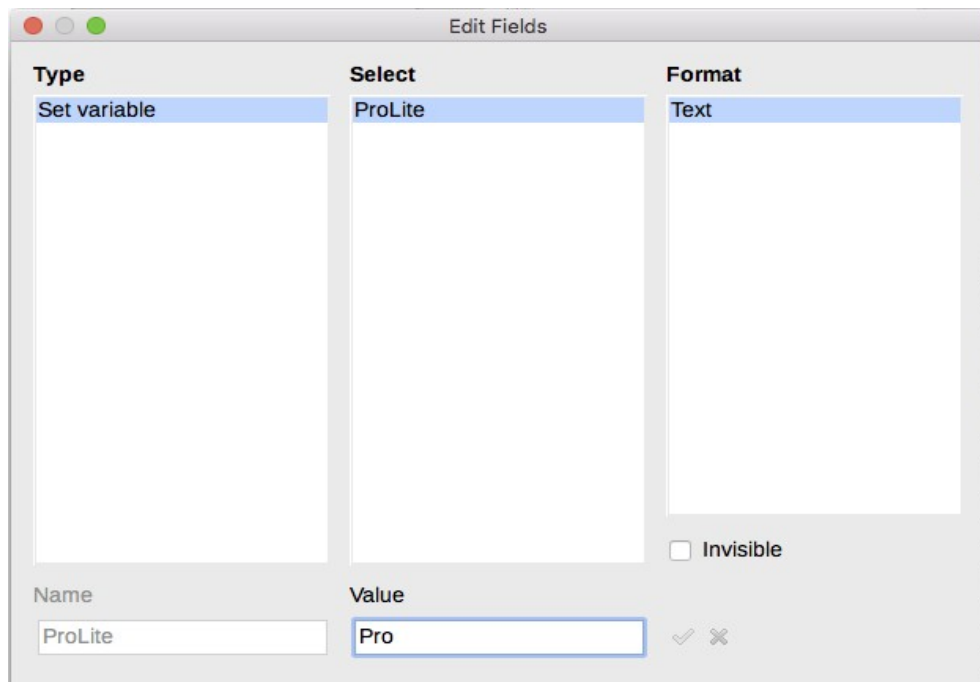 Edit Fields
Type Select Format
Set variable ProLite Text
Invisible
Name Value
ProLite Pro